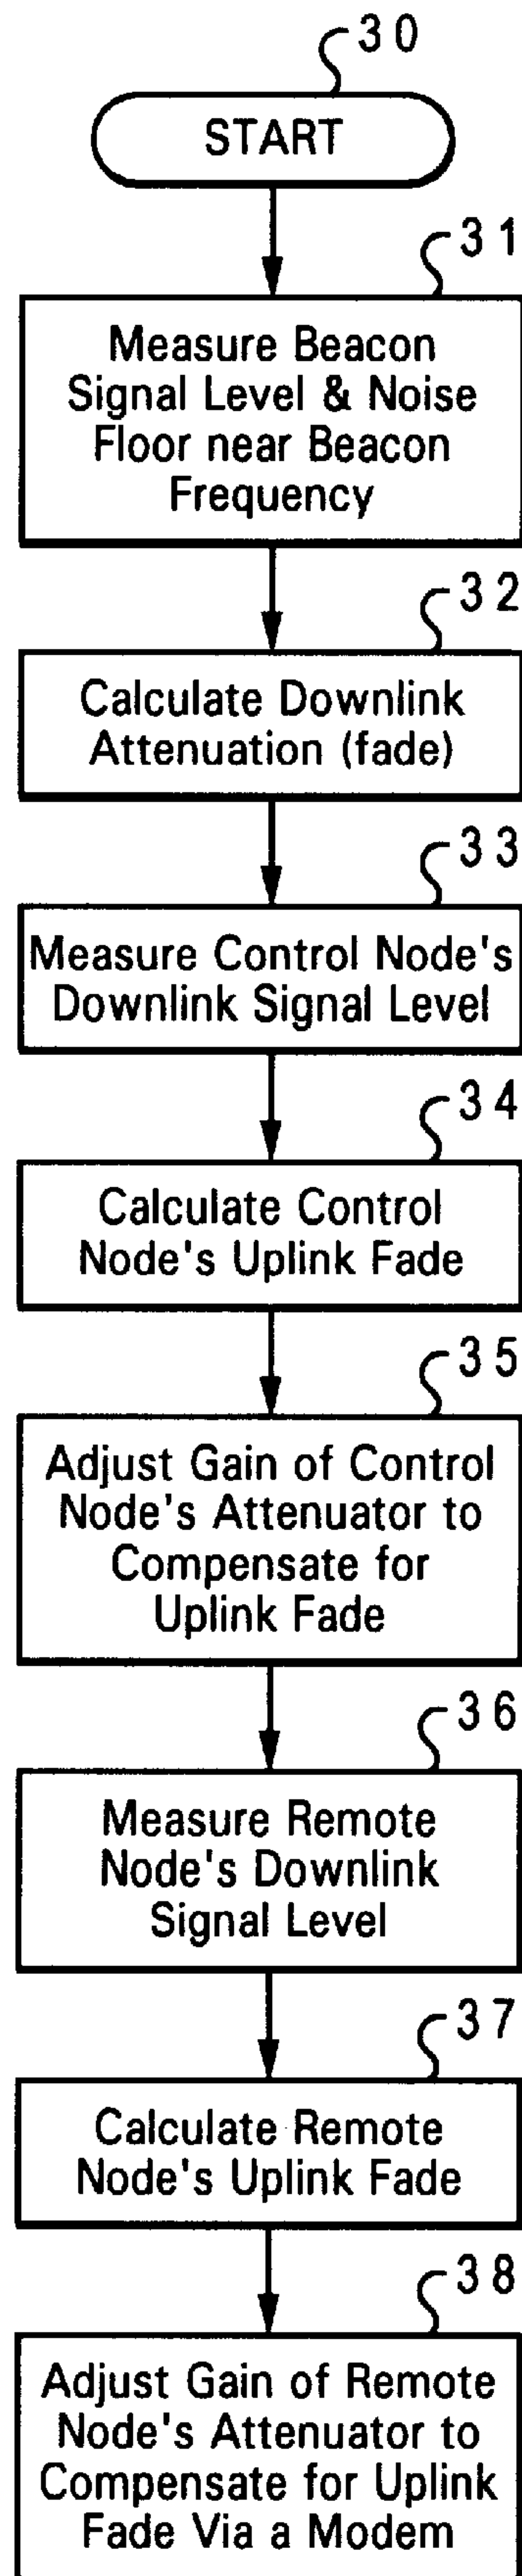 30
START
31
Measure Beacon
Signal Level & Noise
Floor near Beacon
Frequency
32
Calculate Downlink
Attenuation (fade)
33
Measure Control Node's
Downlink Signal Level
34
Calculate Control
Node's Uplink Fade
35
Adjust Gain of Control
Node's Attenuator to
Compensate for
Uplink Fade
36
Measure Remote
Node's Downlink
Signal Level
37
Calculate Remote
Node's Uplink Fade
38
Adjust Gain of Remote
Node's Attenuator to
Compensate for Uplink
Fade Via a Modem